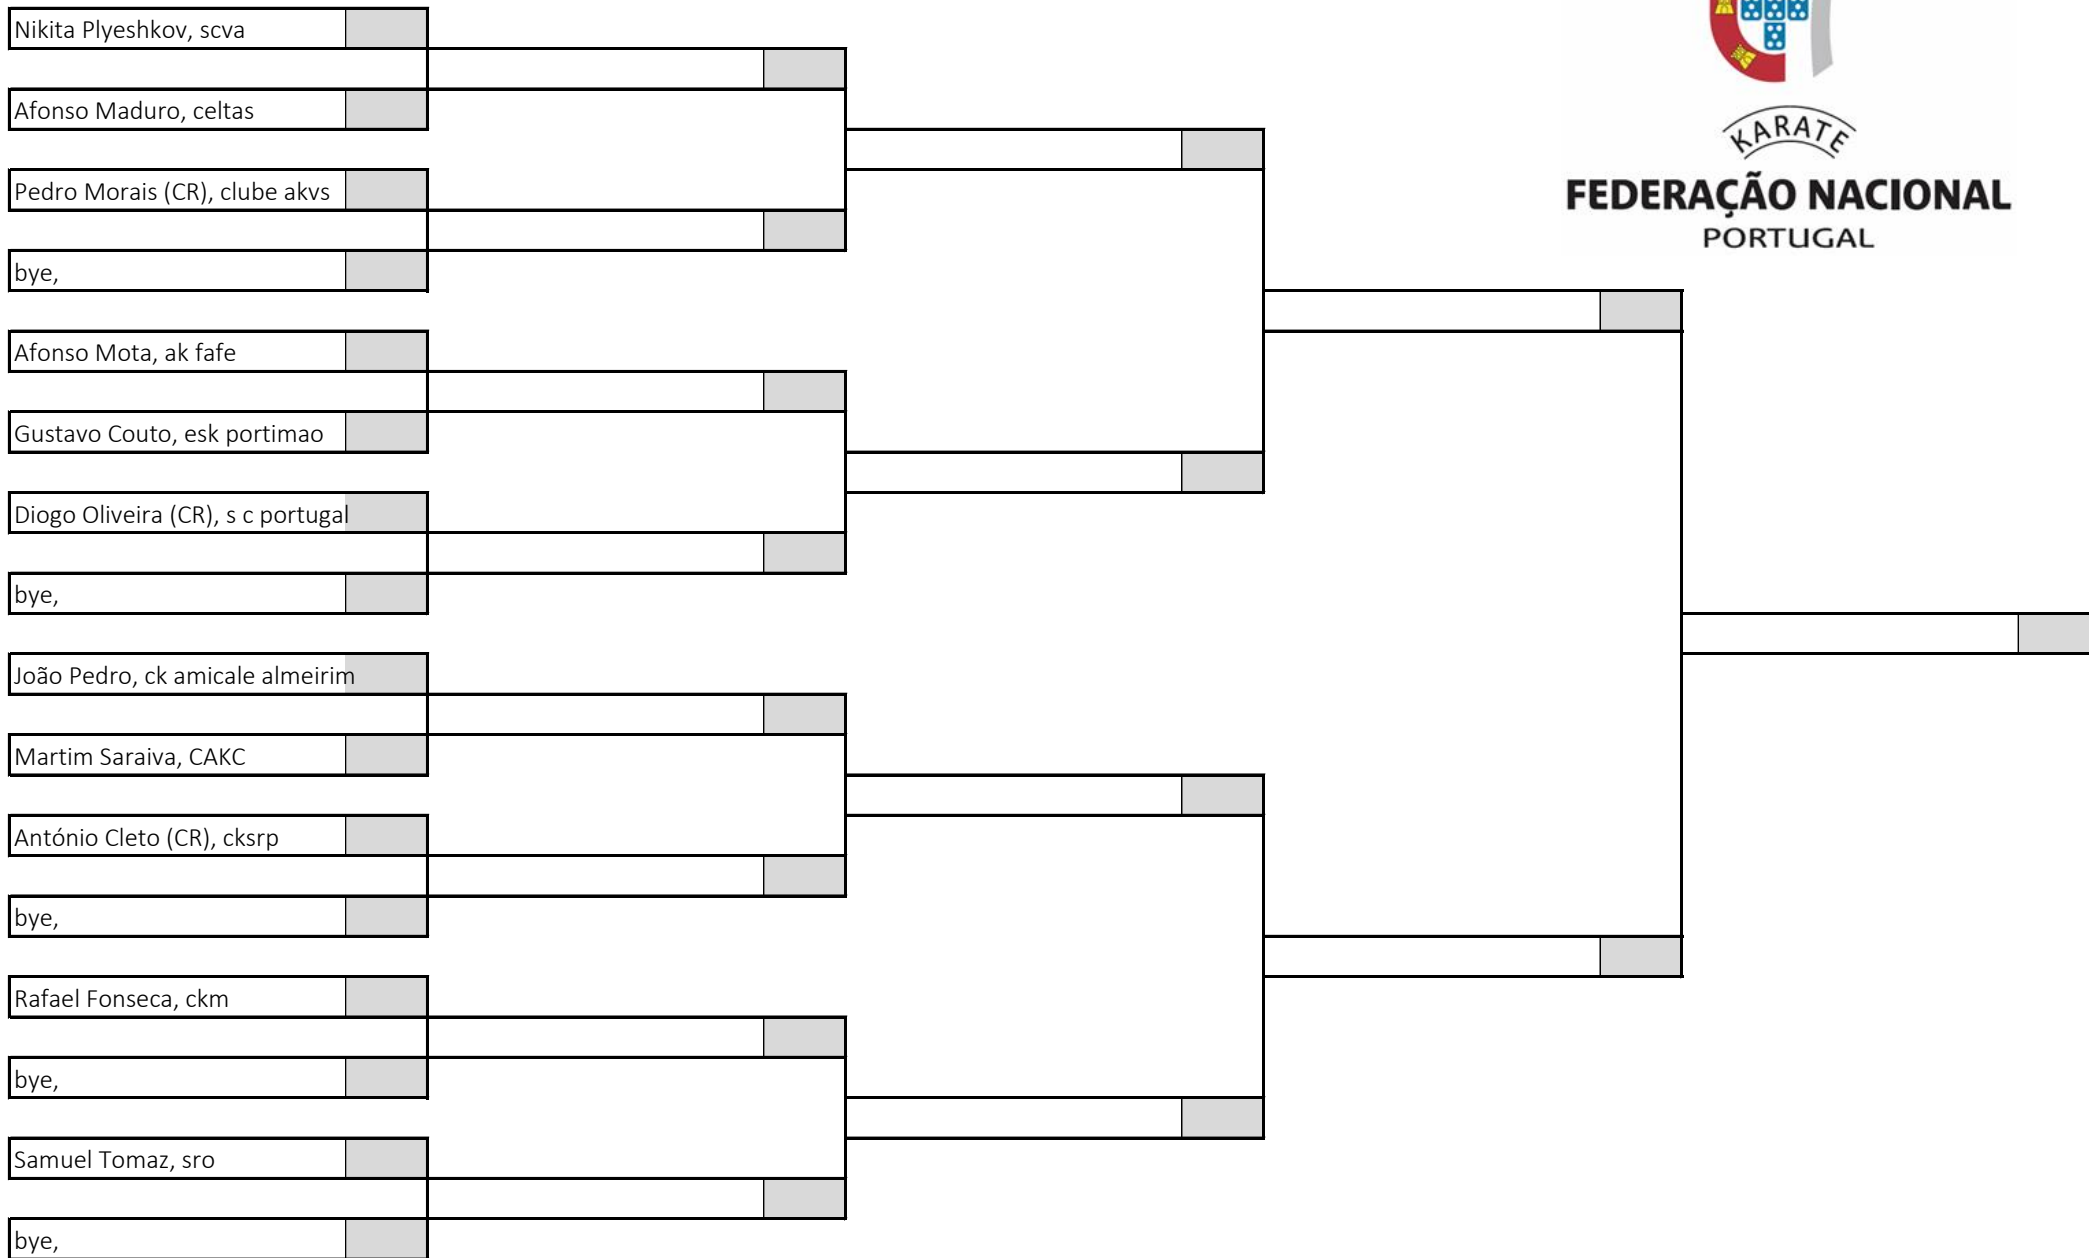 Nikita Plyeshkov, scva
Afonso Maduro, celtas
Pedro Morais (CR), clube akvs
bye,
Afonso Mota, ak fafe
Gustavo Couto, esk portimao
Diogo Oliveira (CR), s c portugal
bye,
João Pedro, ck amicale almeirim
Martim Saraiva, CAKC
António Cleto (CR), cksrp
bye,
Rafael Fonseca, ckm
bye,
Samuel Tomaz, sro
bye,
KARATE
FEDERAÇÃO NACIONAL
PORTUGAL